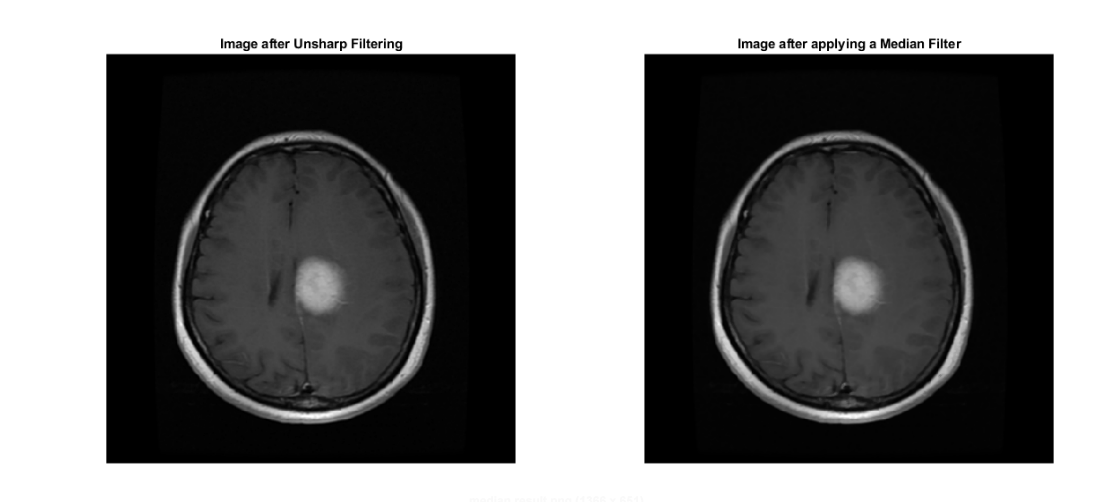 Image after Unsharp Filtering
Image after applying a Median Filter